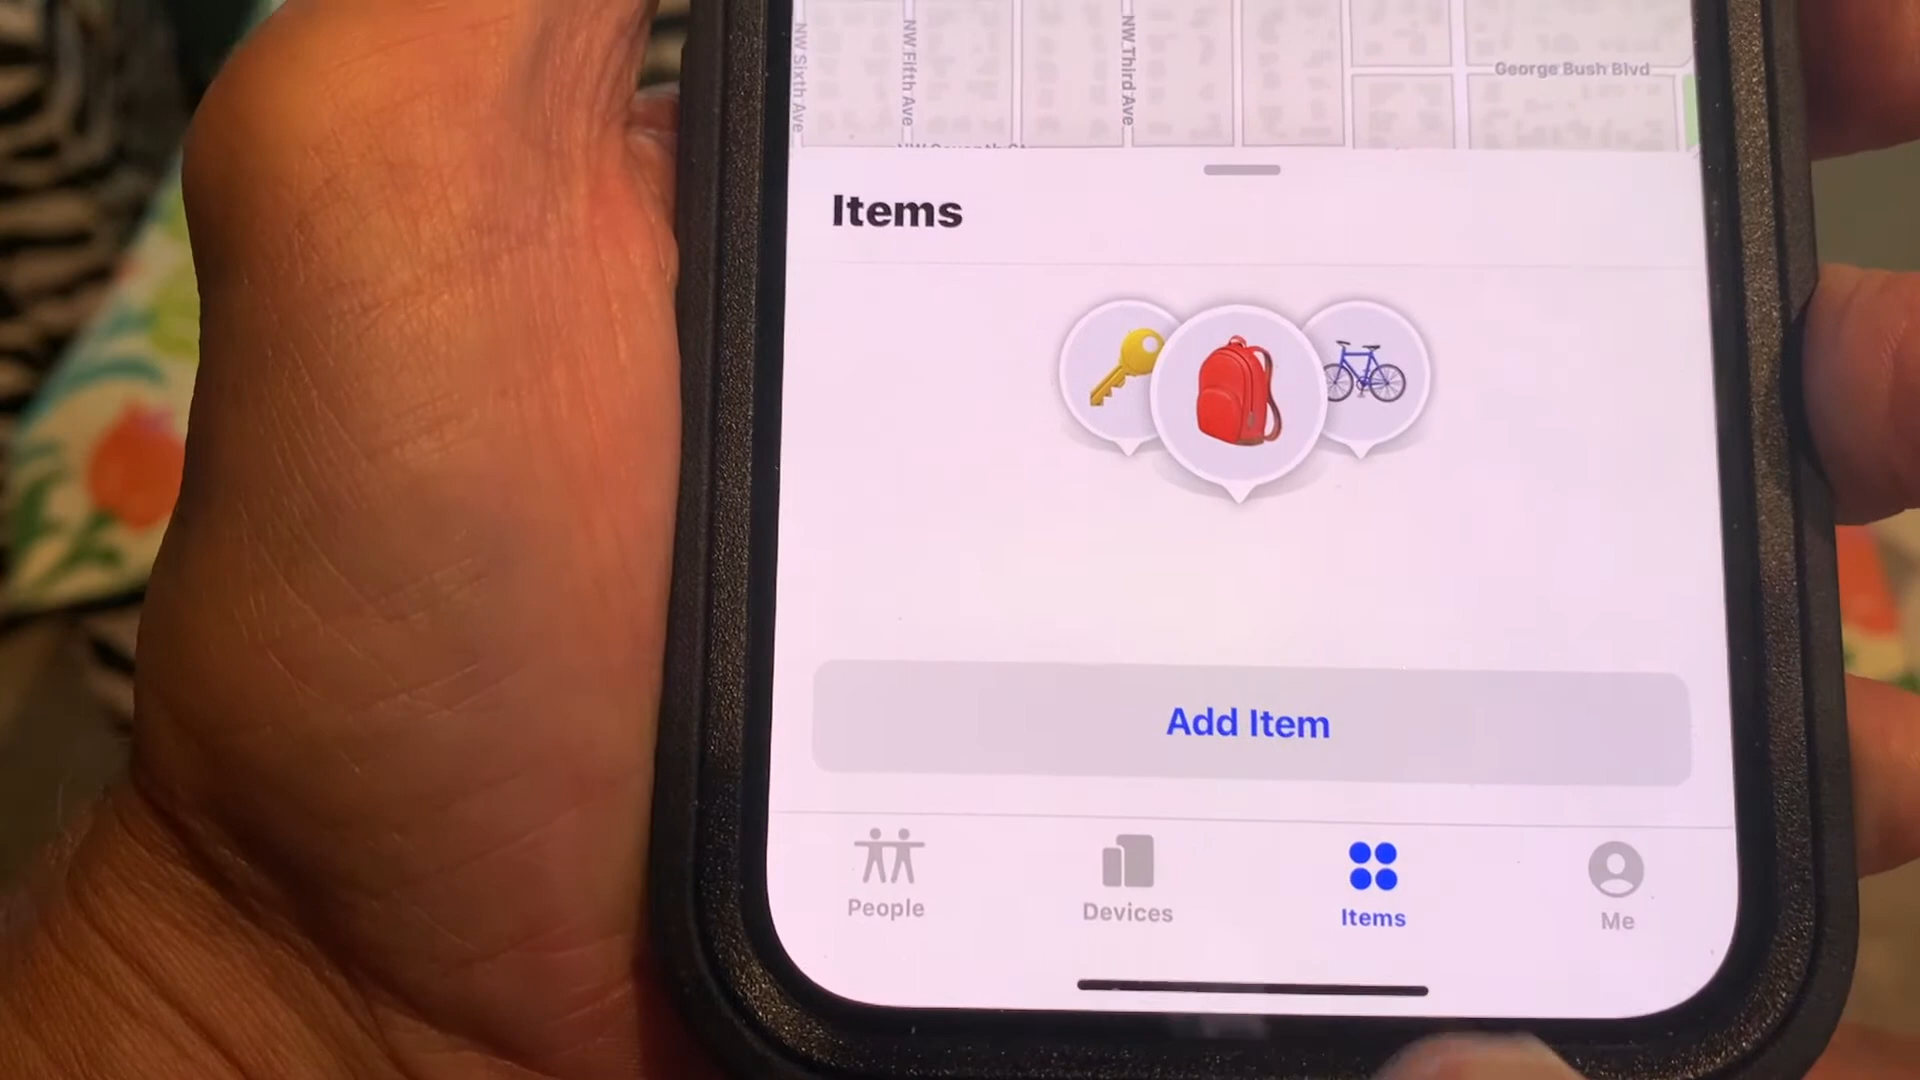 NW Sixth Ave
NW Fifth Ave
NW Third Ave
George Bush Blvd
Items
Add Item
People
Devices
Items
Me